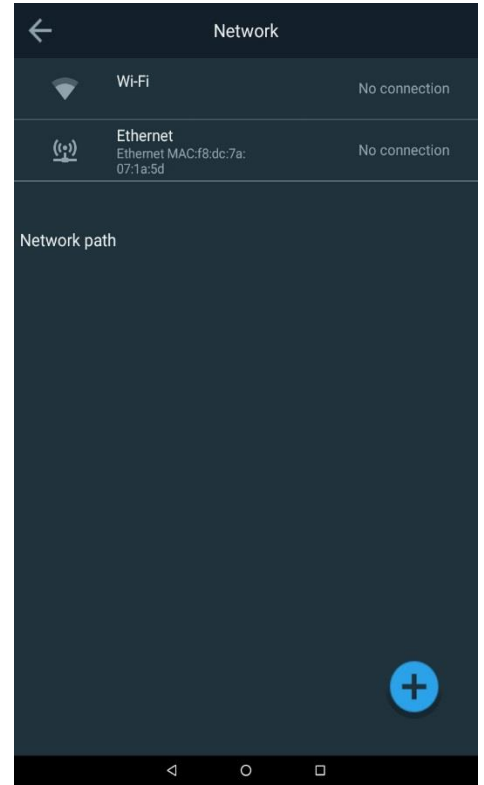 Network
Wi-Fi
No connection
Ethernet
Ethernet MAC:f8:dc:7a:
07:1a:5d
No connection
Network path